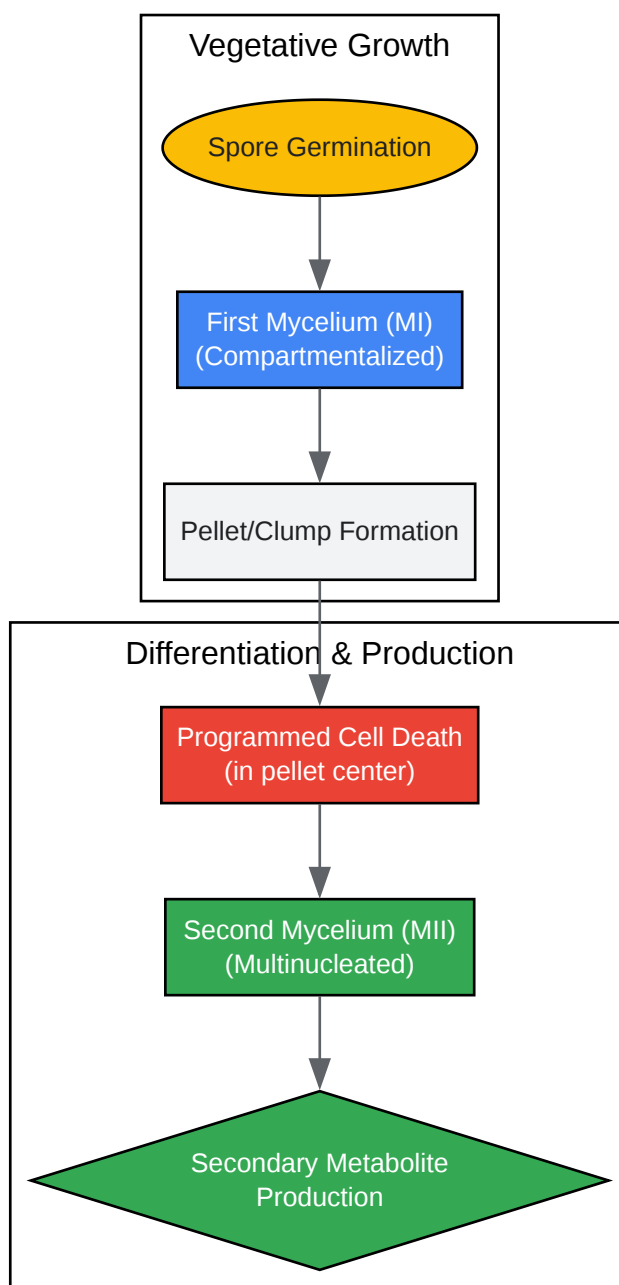 Vegetative Growth
Spore Germination
First Mycelium (MI)
(Compartmentalized)
Pellet/Clump Formation
Differentiation & Production
Programmed Cell Death
(in pellet center)
Second Mycelium (MII)
(Multinucleated)
Secondary Metabolite
Production